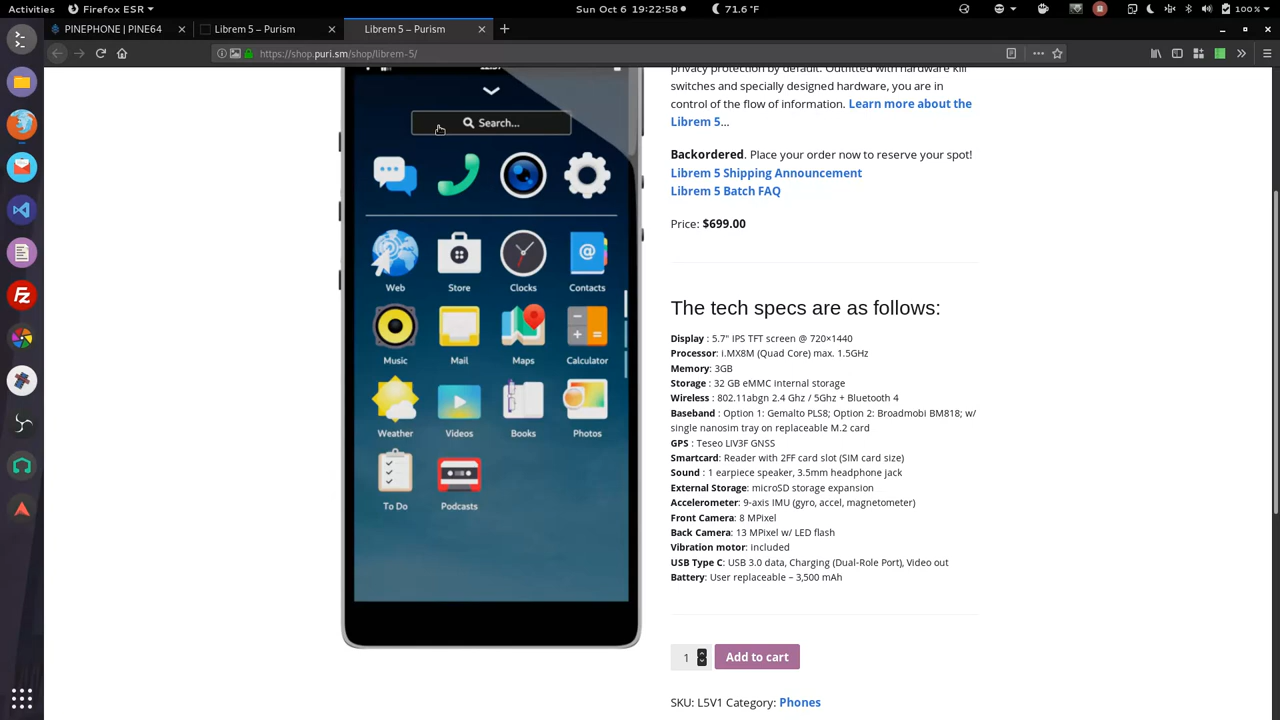 Activities
Firefox ESR
Sun Oct 6 19:22:58
71.6 °F
100 %
PINEPHONE | PINE64
Librem 5 – Purism
Librem 5 – Purism
https://shop.puri.sm/shop/librem-5/
privacy protection by default. Outfitted with hardware kill
switches and specially designed hardware, you are in
control of the flow of information. Learn more about the
Librem 5...
Backordered. Place your order now to reserve your spot!
Librem 5 Shipping Announcement
Librem 5 Batch FAQ
Price: $699.00
The tech specs are as follows:
Display : 5.7" IPS TFT screen @ 720×1440
Processor: i.MX8M (Quad Core) max. 1.5GHz
Memory: 3GB
Storage : 32 GB eMMC internal storage
Wireless : 802.11abgn 2.4 Ghz / 5Ghz + Bluetooth 4
Baseband : Option 1: Gemalto PLS8; Option 2: Broadmobi BM818; w/
single nanosim tray on replaceable M.2 card
GPS : Teseo LIV3F GNSS
Smartcard: Reader with 2FF card slot (SIM card size)
Sound : 1 earpiece speaker, 3.5mm headphone jack
External Storage: microSD storage expansion
Accelerometer: 9-axis IMU (gyro, accel, magnetometer)
Front Camera: 8 MPixel
Back Camera: 13 MPixel w/ LED flash
Vibration motor: Included
USB Type C: USB 3.0 data, Charging (Dual-Role Port), Video out
Battery: User replaceable – 3,500 mAh
1
Add to cart
SKU: L5V1 Category: Phones
Search...
Web
Store
Clocks
Contacts
Music
Mail
Maps
Calculator
Weather
Videos
Books
Photos
To Do
Podcasts